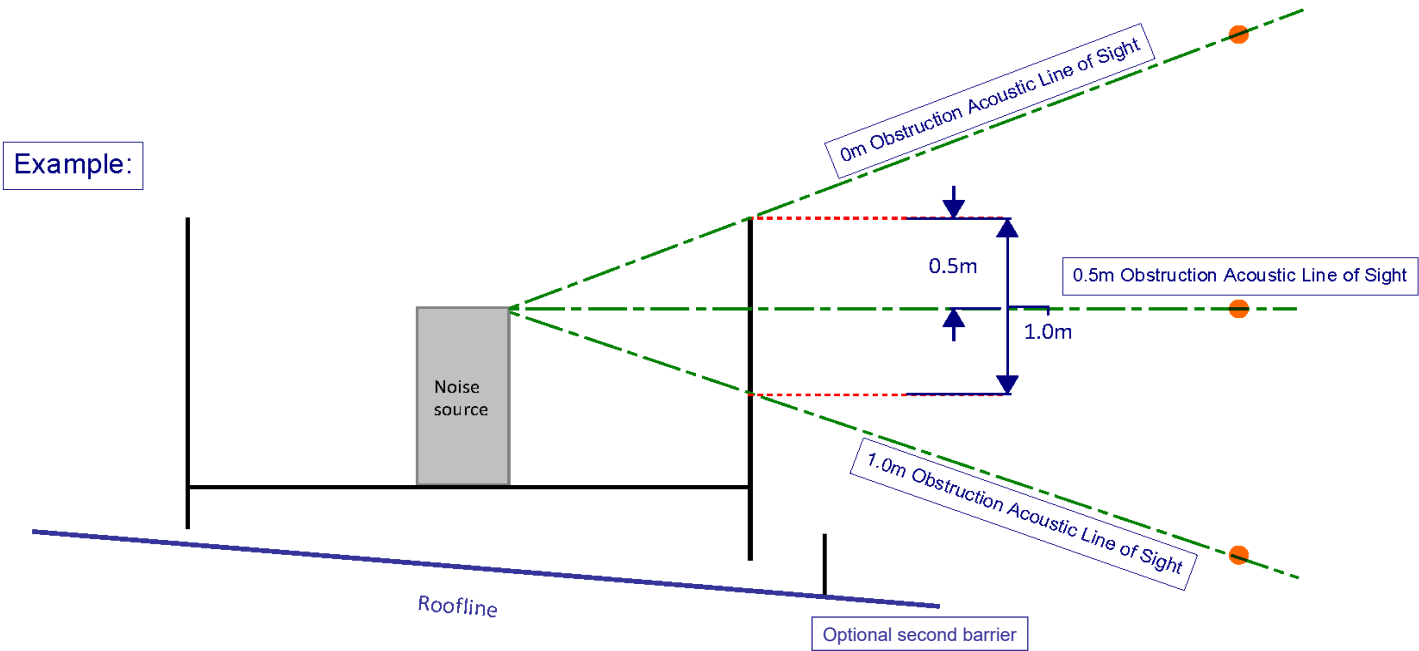 0m Obstruction Acoustic Line of Sight
Example:
0.5m
0.5m Obstruction Acoustic Line of Sight
1.0m
Noise
source
1.0m Obstruction Acoustic Line of Sight
Roofline
Optional second barrier